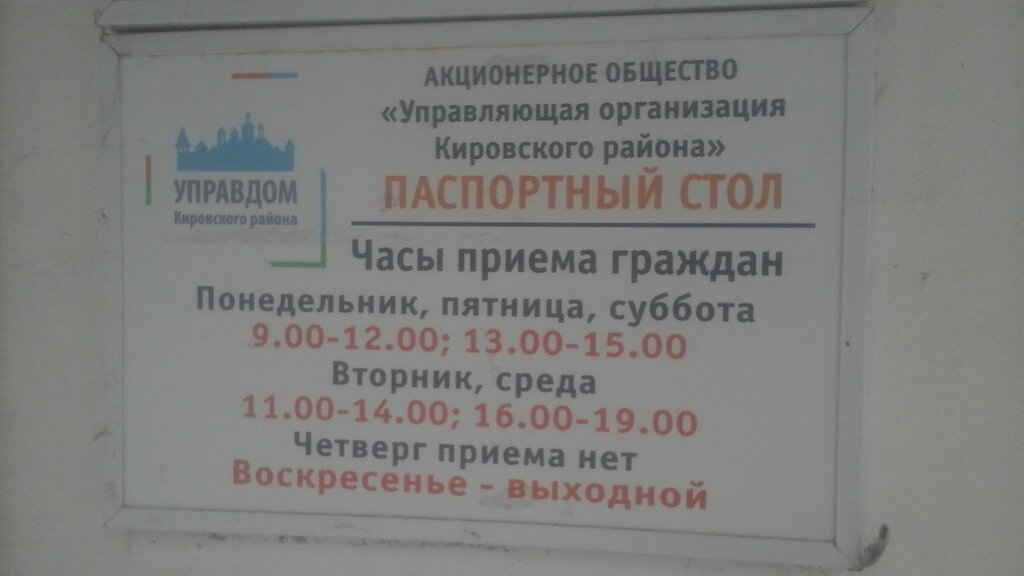 АКЦИОНЕРНОЕ ОБЩЕСТВО
«Управляющая организация
Кировского района»
ПАСПОРТНЫЙ СТОЛ
УПРАВДОМ
Кировского района
Часы приема граждан
Понедельник, пятница, суббота
9.00-12.00; 13.00-15.00
Вторник, среда
11.00-14.00; 16.00-19.00
Четверг приема нет
Воскресенье - выходной